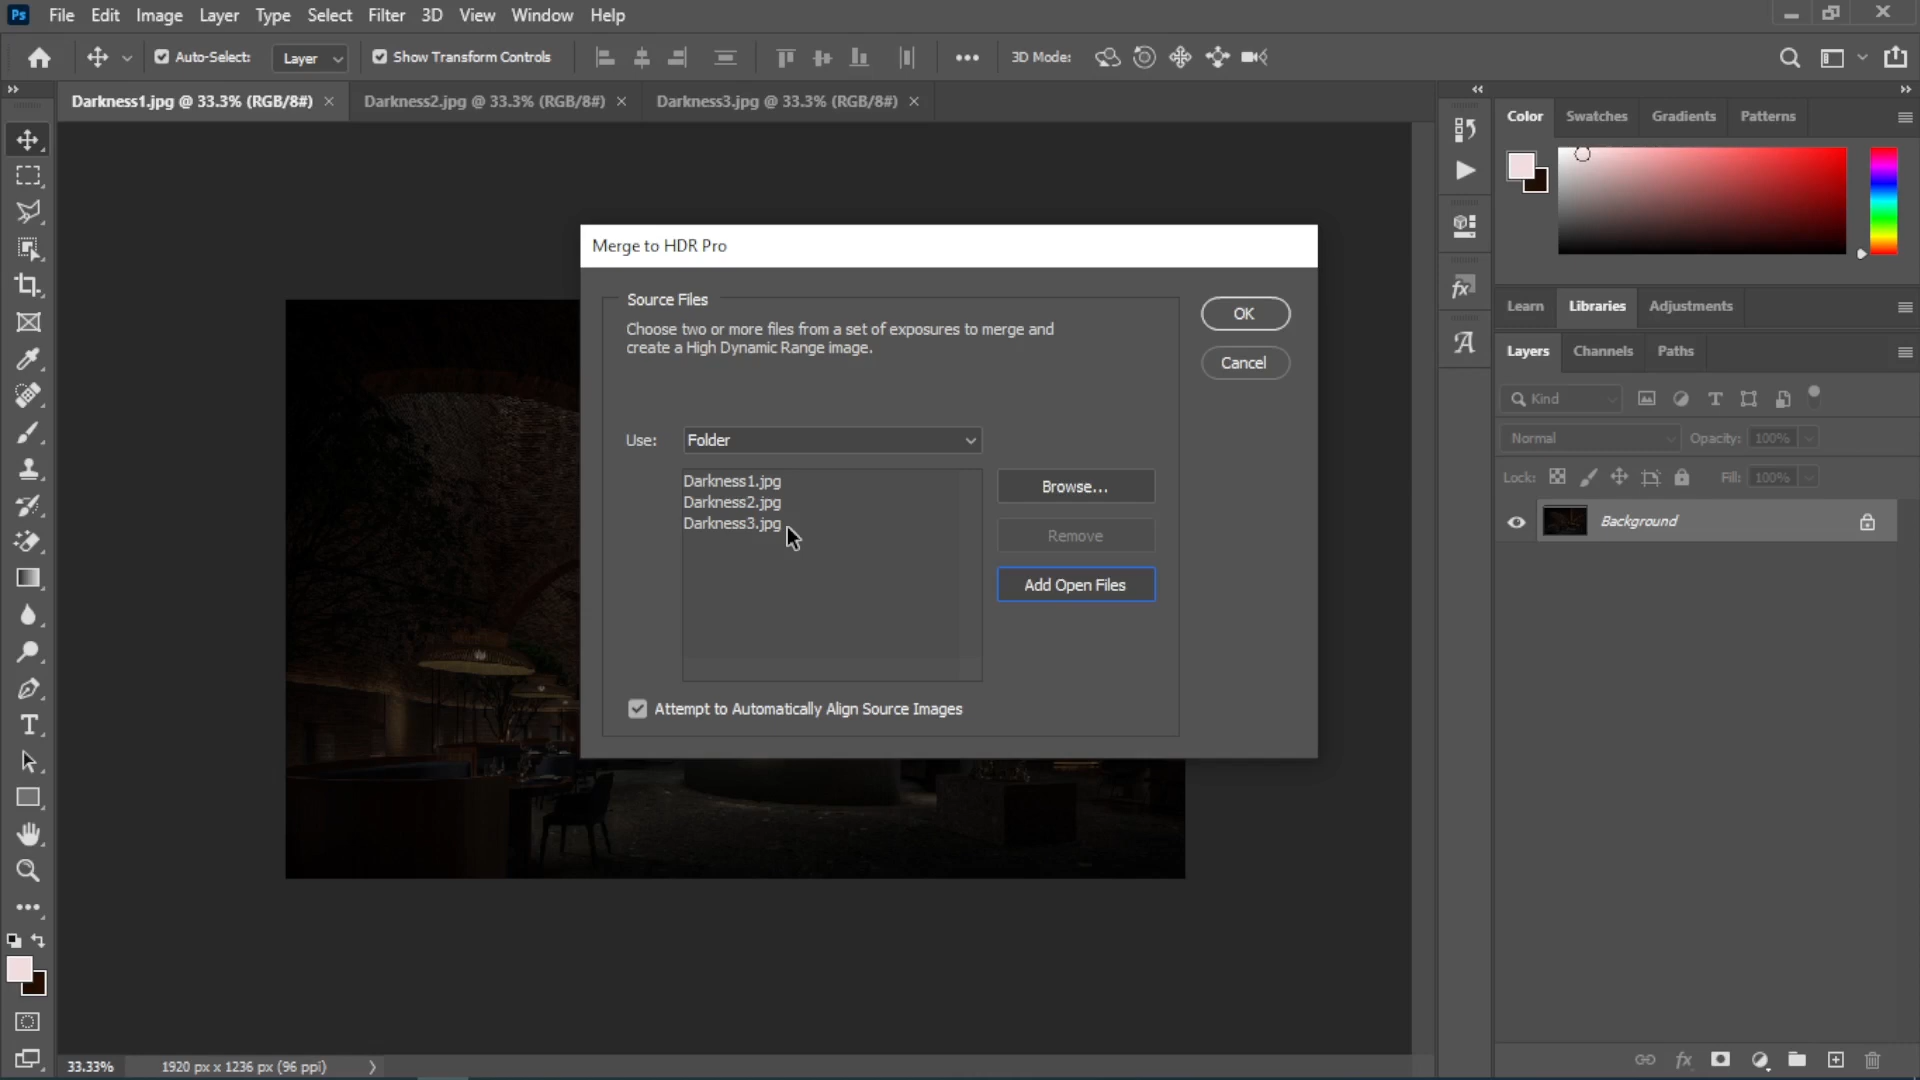 Ps File Edit Image Layer Type Select Filter 3D View Window Help
Auto-Select: Layer Show Transform Controls 3D Mode:
Darkness1.jpg @ 33.3% (RGB/8#) × Darkness2.jpg @ 33.3% (RGB/8#) × Darkness3.jpg @ 33.3% (RGB/8#) ×
Color Swatches Gradients Patterns
Merge to HDR Pro
Source Files
Choose two or more files from a set of exposures to merge and
create a High Dynamic Range image.
OK
Cancel
Use: Folder
Darkness1.jpg
Darkness2.jpg
Darkness3.jpg
Browse...
Remove
Add Open Files
Attempt to Automatically Align Source Images
Learn Libraries Adjustments
Layers Channels Paths
Kind
Normal Opacity: 100%
Lock: Fill: 100%
Background
33.33% 1920 px x 1236 px (96 ppi)